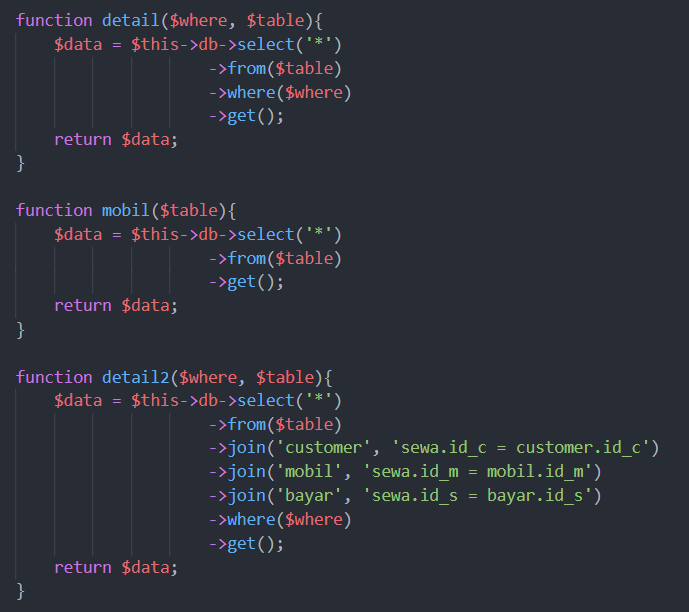 function detail($where, $table){
    $data = $this->db->select('*')
                    ->from($table)
                    ->where($where)
                    ->get();
    return $data;
}

function mobil($table){
    $data = $this->db->select('*')
                    ->from($table)
                    ->get();
    return $data;
}

function detail2($where, $table){
    $data = $this->db->select('*')
                    ->from($table)
                    ->join('customer', 'sewa.id_c = customer.id_c')
                    ->join('mobil', 'sewa.id_m = mobil.id_m')
                    ->join('bayar', 'sewa.id_s = bayar.id_s')
                    ->where($where)
                    ->get();
    return $data;
}